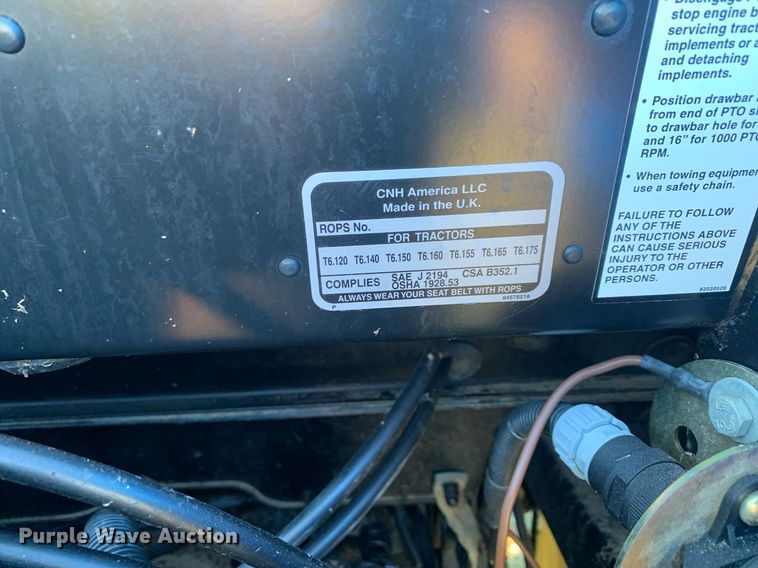 stop engine b
servicing tract
implements or a
and detaching
implements.
• Position drawbar
from end of PTO s
to drawbar hole for
and 16" for 1000 PTO
RPM.
• When towing equipmen
use a safety chain.
FAILURE TO FOLLOW
ANY OF THE
INSTRUCTIONS ABOVE
CAN CAUSE SERIOUS
INJURY TO THE
OPERATOR OR OTHER
PERSONS.
82030526
CNH America LLC
Made in the U.K.
ROPS No.
FOR TRACTORS
T6.120 T6.140 T6.150 T6.160 T6.155 T6.165 T6.175
COMPLIES SAE J 2194 CSA B352.1
OSHA 1928.53
ALWAYS WEAR YOUR SEAT BELT WITH ROPS
P 84576218
Purple Wave Auction